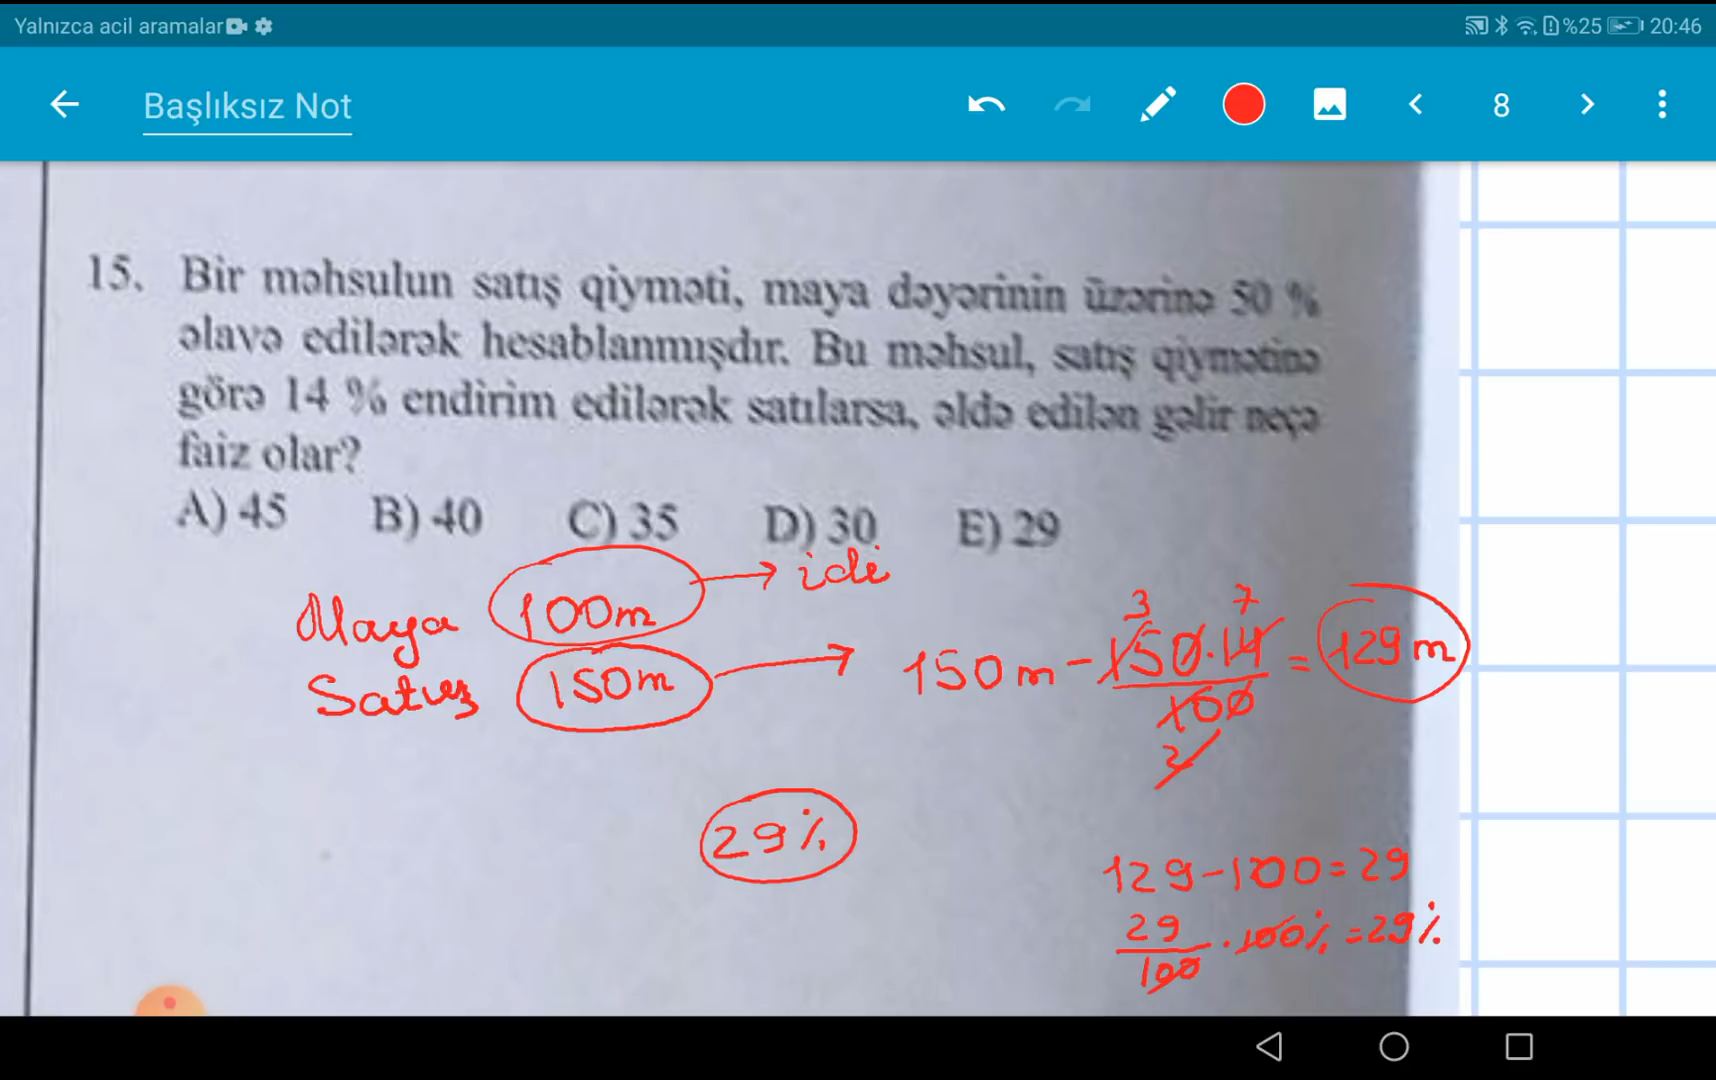 Yalnızca acil aramalar %25 20:46
Başlıksız Not 8
15. Bir məhsulun satış qiyməti, maya dəyərinin üzərinə 50 %
əlavə edilərək hesablanmışdır. Bu məhsul, satış qiymətinə
görə 14 % endirim edilərək satılarsa, əldə edilən gəlir neçə
faiz olar?
A) 45 B) 40 C) 35 D) 30 E) 29
Maya 100m → idi
Satış 150m → 150m - 150·14/100 = 129m
3 7
2
29%
129-100=29
29/100 · 100% = 29%